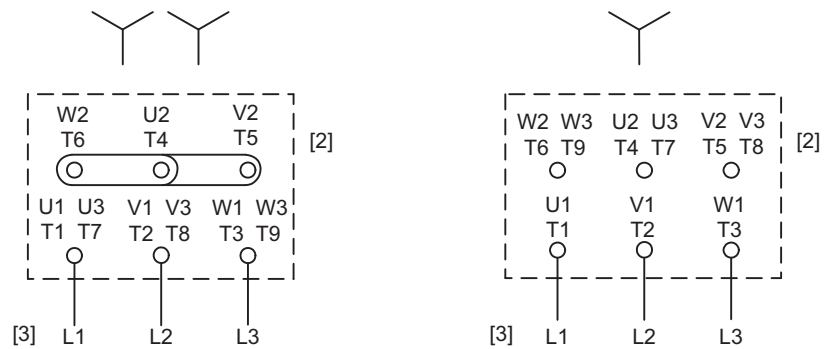 W2 U2 V2
T6 T4 T5
[2]
U1 U3 V1 V3 W1 W3
T1 T7 T2 T8 T3 T9
[3] L1 L2 L3
W2 W3 U2 U3 V2 V3
T6 T9 T4 T7 T5 T8
[2]
U1 V1 W1
T1 T2 T3
[3] L1 L2 L3